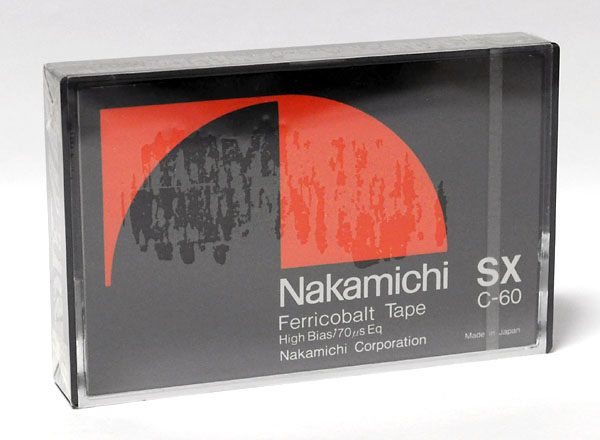 Nakamichi SX
Ferricobalt Tape C-60
High Bias/70μs Eq
Made in Japan
Nakamichi Corporation